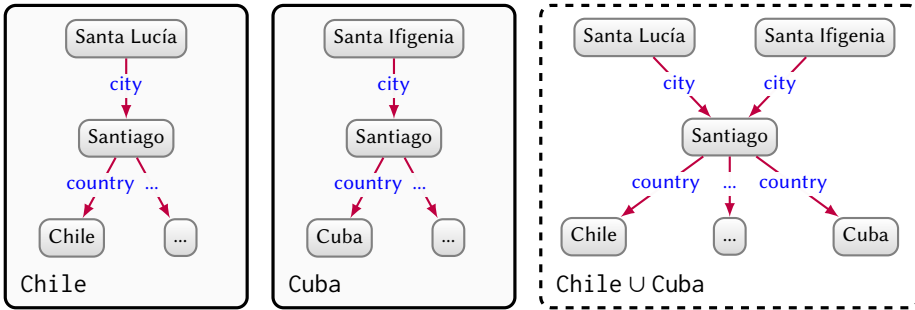 Santa Lucía
city
Santiago
country ...
Chile
...
Chile
Santa Ifigenia
city
Santiago
country ...
Cuba
...
Cuba
Santa Lucía
Santa Ifigenia
city
city
Santiago
country
...
country
Chile
...
Cuba
Chile ∪ Cuba